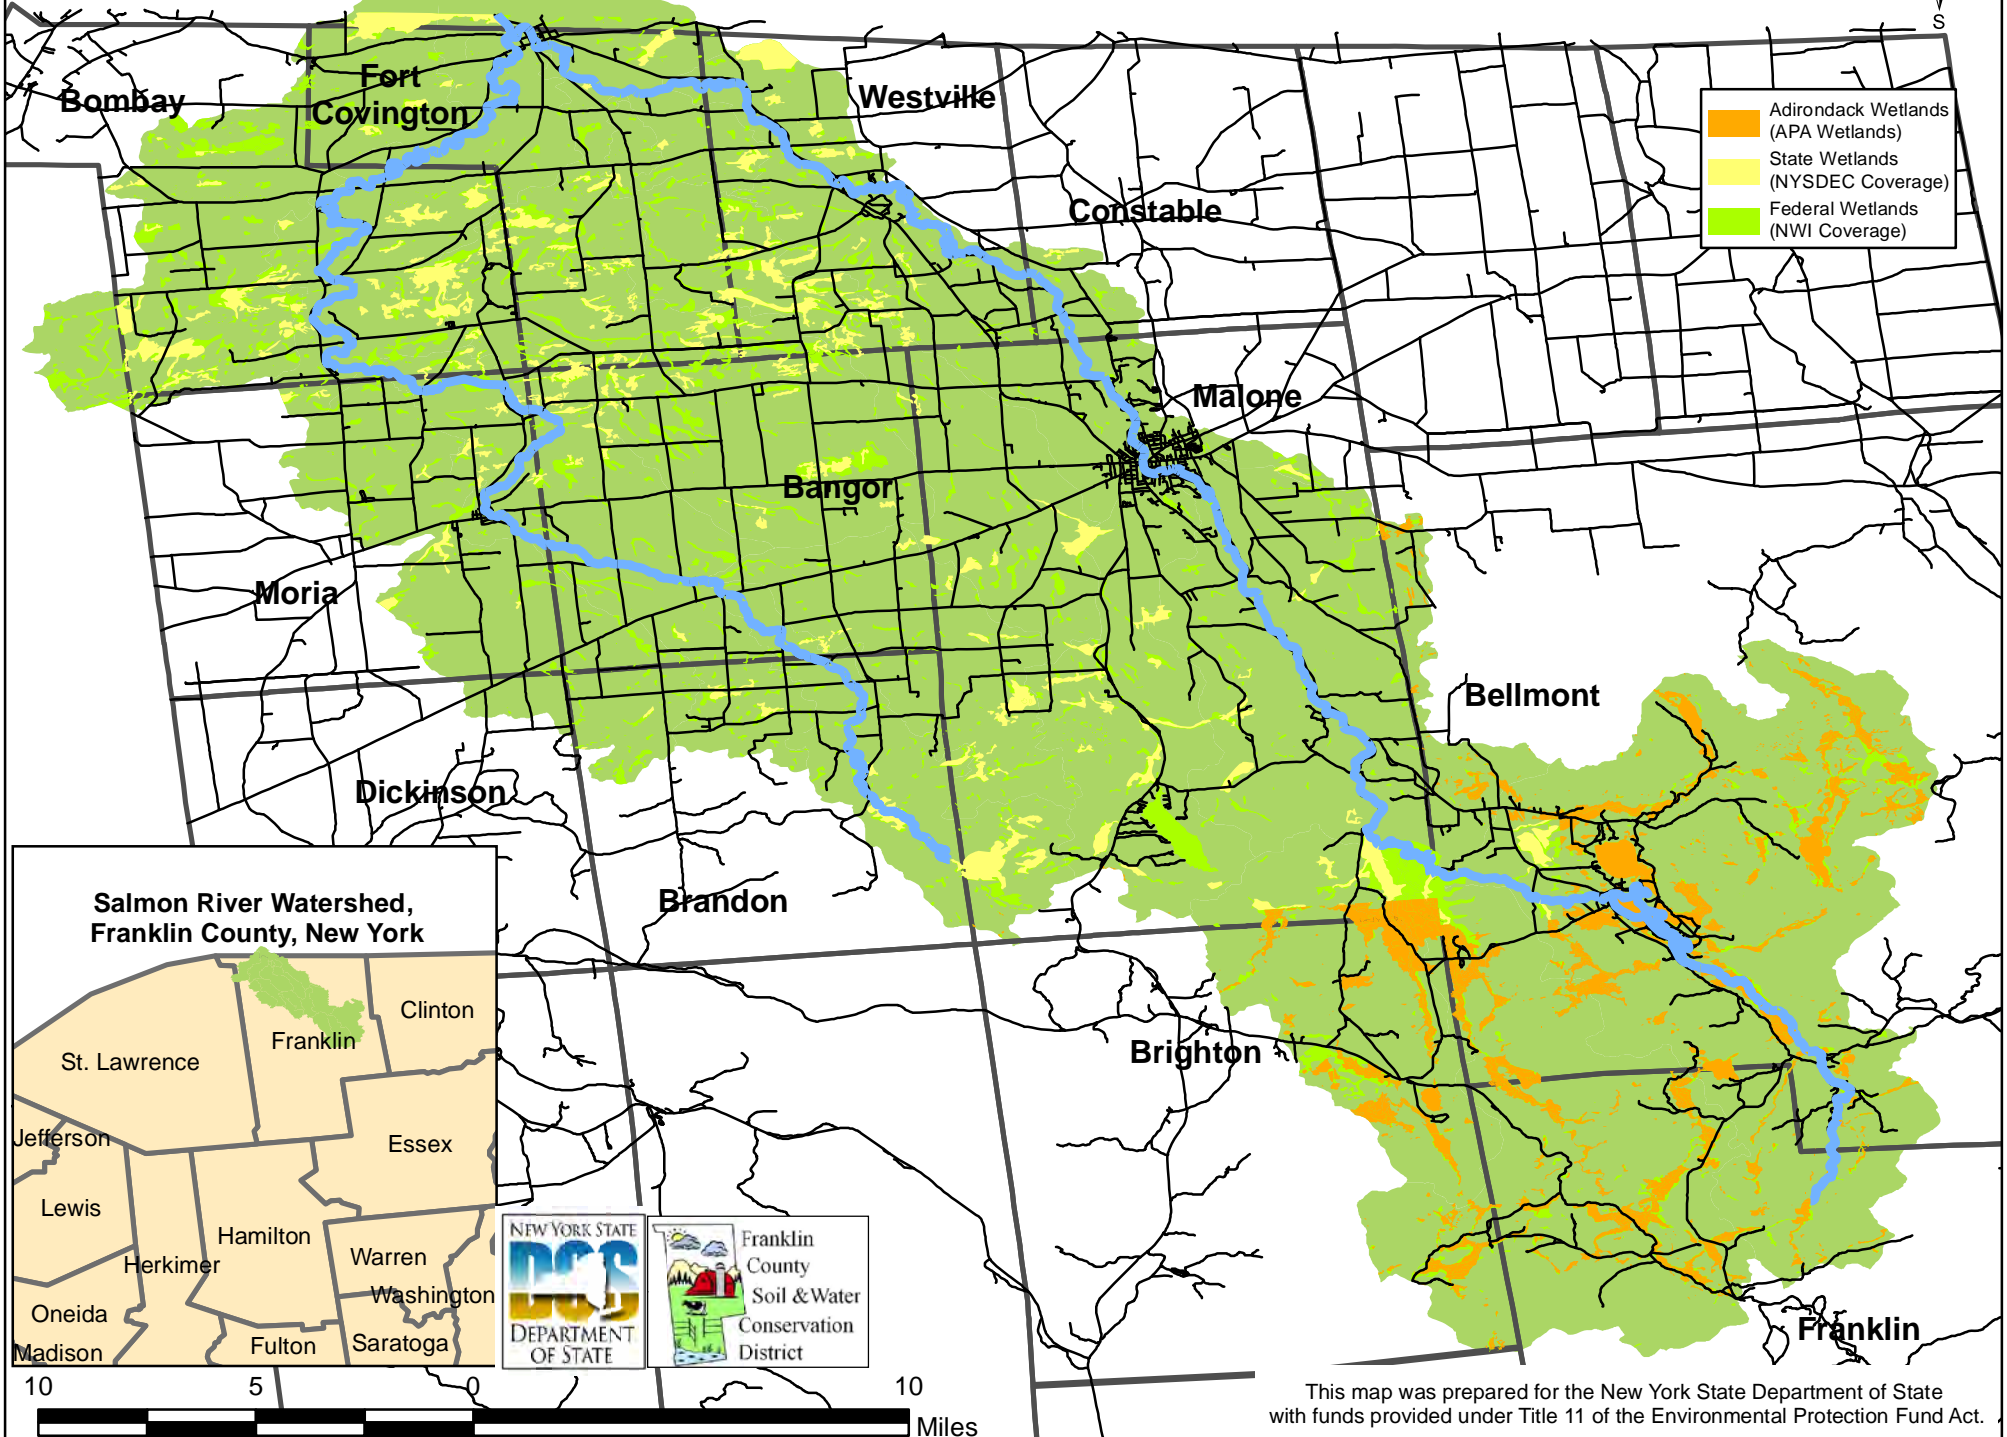 S
Fort
Covington
Bombay
Westville
Adirondack Wetlands
(APA Wetlands)
State Wetlands
(NYSDEC Coverage)
Federal Wetlands
(NWI Coverage)
Constable
Malone
Bangor
Moria
Bellmont
Dickinson
Brandon
Brighton
Franklin
Salmon River Watershed,
Franklin County, New York
Clinton
Franklin
St. Lawrence
Jefferson
Essex
Lewis
Hamilton
Warren
Herkimer
Washington
Oneida
Fulton
Saratoga
Madison
NEW YORK STATE
DOS
DEPARTMENT
OF STATE
Franklin
County
Soil & Water
Conservation
District
10 5 0 10
Miles
This map was prepared for the New York State Department of State
with funds provided under Title 11 of the Environmental Protection Fund Act.